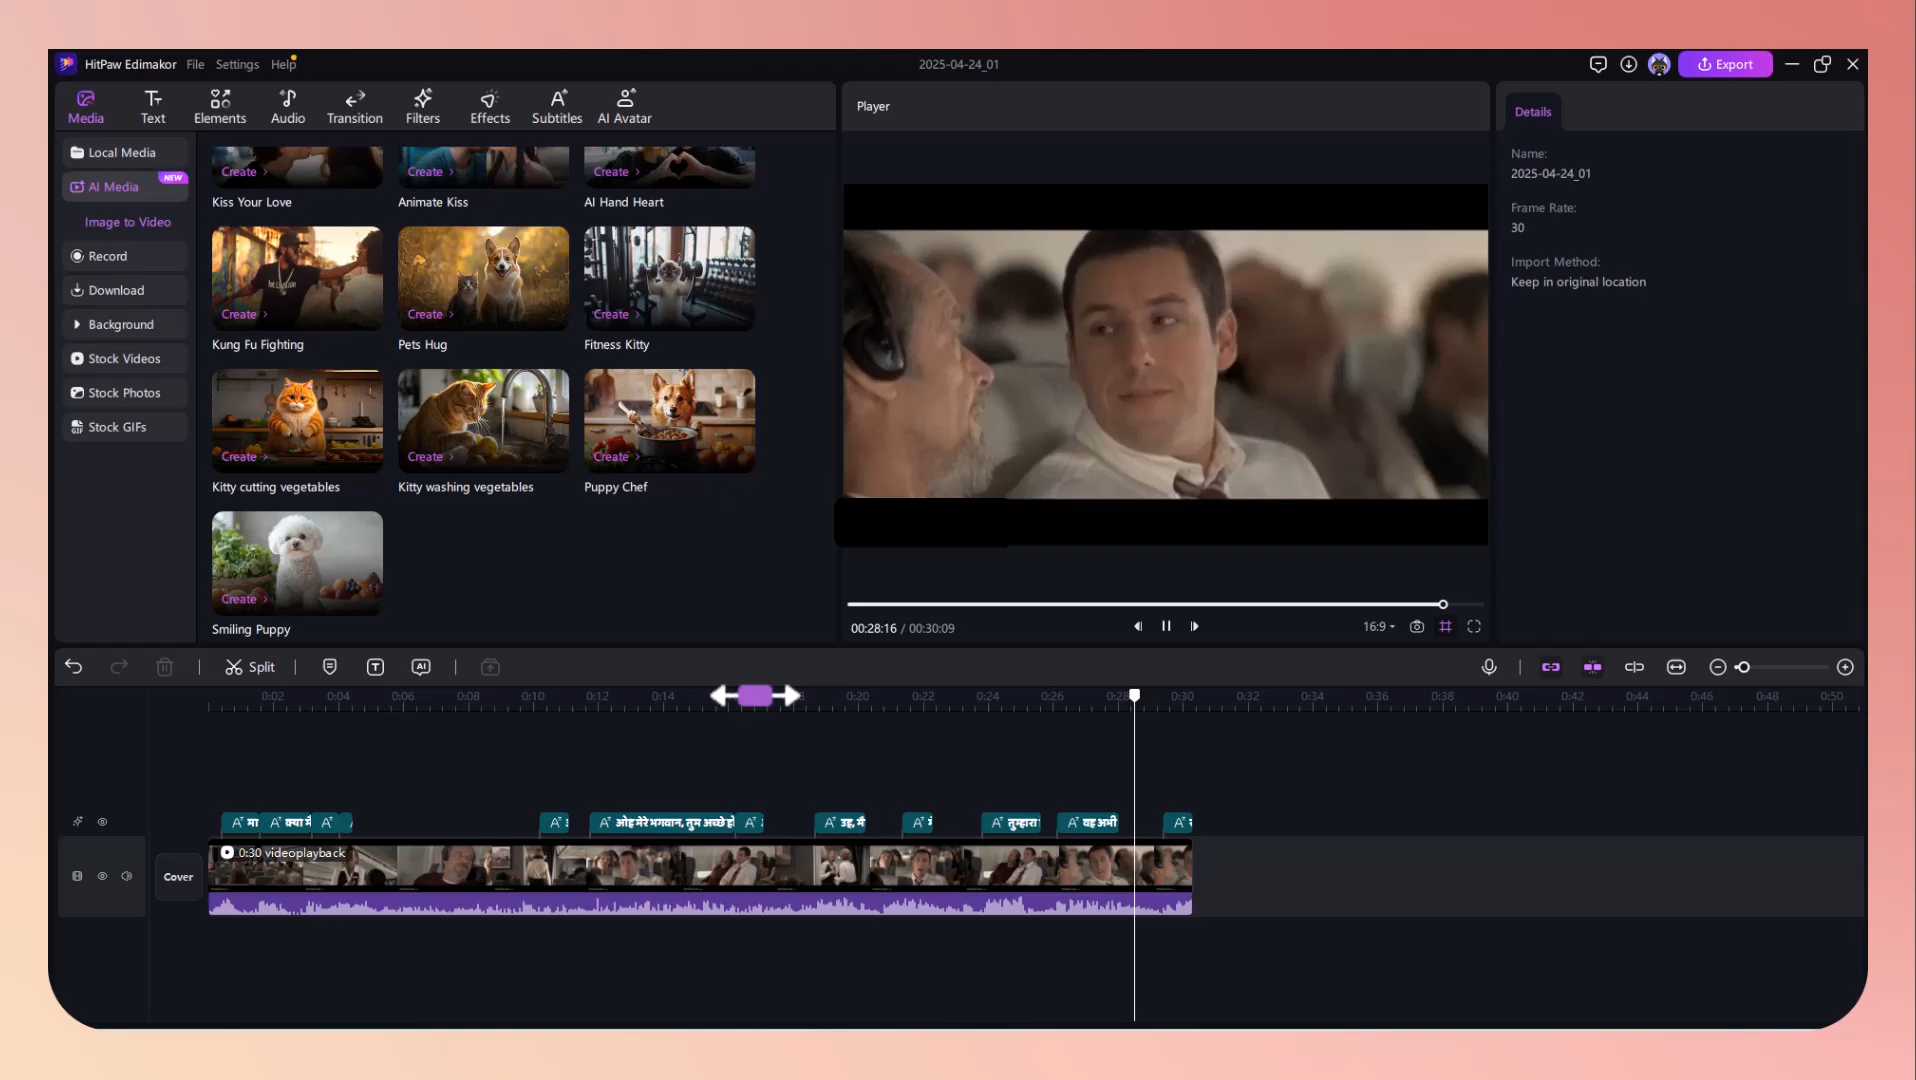 HitPaw Edimakor File Settings Help
2025-04-24_01
Export
Media Text Elements Audio Transition Filters Effects Subtitles AI Avatar
Player
Details
Local Media
AI Media NEW
Image to Video
Record
Download
Background
Stock Videos
Stock Photos
Stock GIFs
Create Create Create
Kiss Your Love Animate Kiss AI Hand Heart
Create Create Create
Kung Fu Fighting Pets Hug Fitness Kitty
Create Create Create
Kitty cutting vegetables Kitty washing vegetables Puppy Chef
Create
Smiling Puppy
Name:
2025-04-24_01
Frame Rate:
30
Import Method:
Keep in original location
00:28:16 / 00:30:09
16:9
Split
0:02 0:04 0:06 0:08 0:10 0:12 0:14 0:20 0:22 0:24 0:26 0:28 0:30 0:32 0:34 0:36 0:38 0:40 0:42 0:44 0:46 0:48 0:50
मा क्या ओह मेरे भगवान, तुम अच्छे हो उह, मैं तुम्हारा वह अभी
0:30 videoplayback
Cover